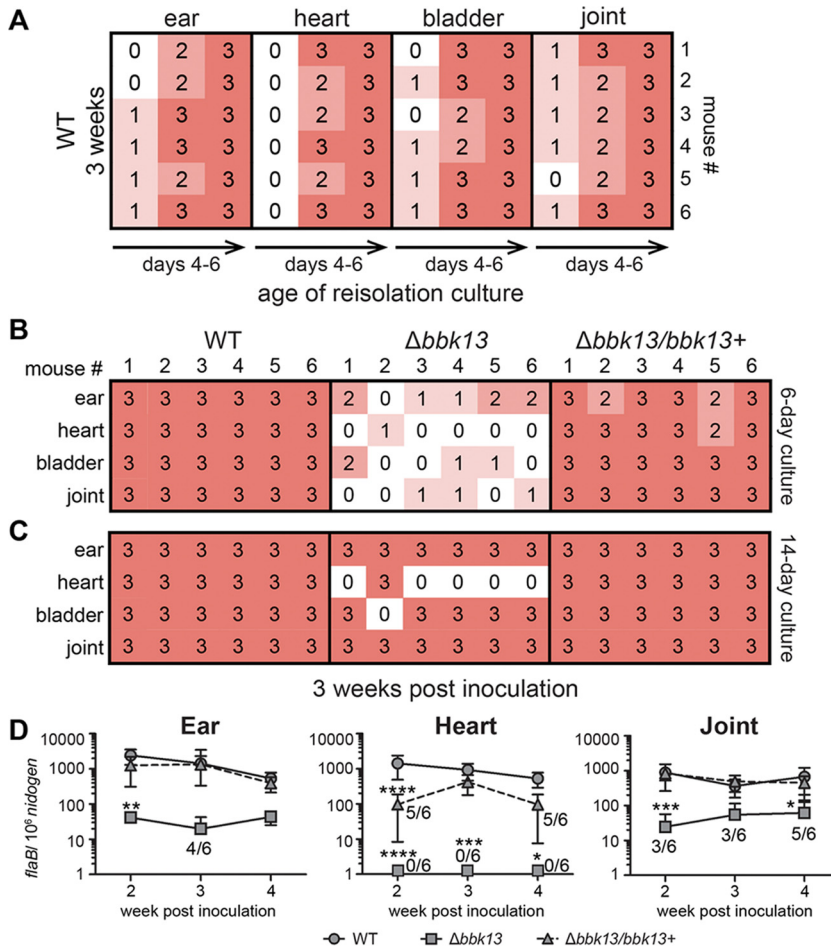 A
ear heart bladder joint
WT
3 weeks
0 2 3 0 3 3 0 3 3 1 3 3 1
0 2 3 0 2 3 1 3 3 1 2 3 2
1 3 3 0 2 3 0 2 3 1 2 3 3
1 3 3 0 3 3 1 2 3 1 2 3 4
1 2 3 0 2 3 1 3 3 0 2 3 5
1 3 3 0 3 3 1 3 3 1 3 3 6
mouse #
days 4-6 days 4-6 days 4-6 days 4-6
age of reisolation culture
B
WT Δbbk13 Δbbk13/bbk13+
mouse # 1 2 3 4 5 6 1 2 3 4 5 6 1 2 3 4 5 6
ear 3 3 3 3 3 3 2 0 1 1 2 2 3 2 3 3 2 3
heart 3 3 3 3 3 3 0 1 0 0 0 0 3 3 3 3 2 3
bladder 3 3 3 3 3 3 2 0 0 1 1 0 3 3 3 3 3 3
joint 3 3 3 3 3 3 0 0 1 1 0 1 3 3 3 3 3 3
6-day culture
C
ear 3 3 3 3 3 3 3 3 3 3 3 3 3 3 3 3 3 3
heart 3 3 3 3 3 3 0 3 0 0 0 0 3 3 3 3 3 3
bladder 3 3 3 3 3 3 3 0 3 3 3 3 3 3 3 3 3 3
joint 3 3 3 3 3 3 3 3 3 3 3 3 3 3 3 3 3 3
14-day culture
3 weeks post inoculation
D
flaB/ 10⁶ nidogen
Ear
10000
1000
100
10
1
**
4/6
2 3 4
week post inoculation
Heart
10000
1000
100
10
1
****
5/6
5/6
****
0/6
***
0/6
*
0/6
2 3 4
week post inoculation
Joint
10000
1000
100
10
1
***
3/6
3/6
*
5/6
2 3 4
week post inoculation
WT Δbbk13 Δbbk13/bbk13+